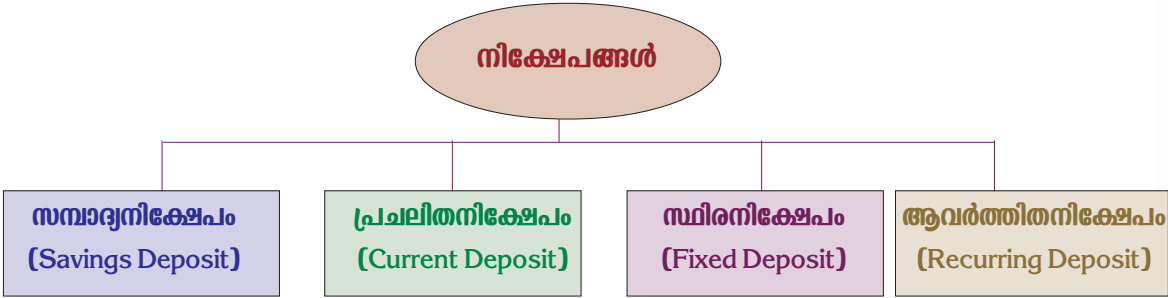 നിക്ഷേപങ്ങൾ
സമ്പാദ്യനിക്ഷേപം
(Savings Deposit)
പ്രചലിതനിക്ഷേപം
(Current Deposit)
സ്ഥിരനിക്ഷേപം
(Fixed Deposit)
ആവർത്തിതനിക്ഷേപം
(Recurring Deposit)